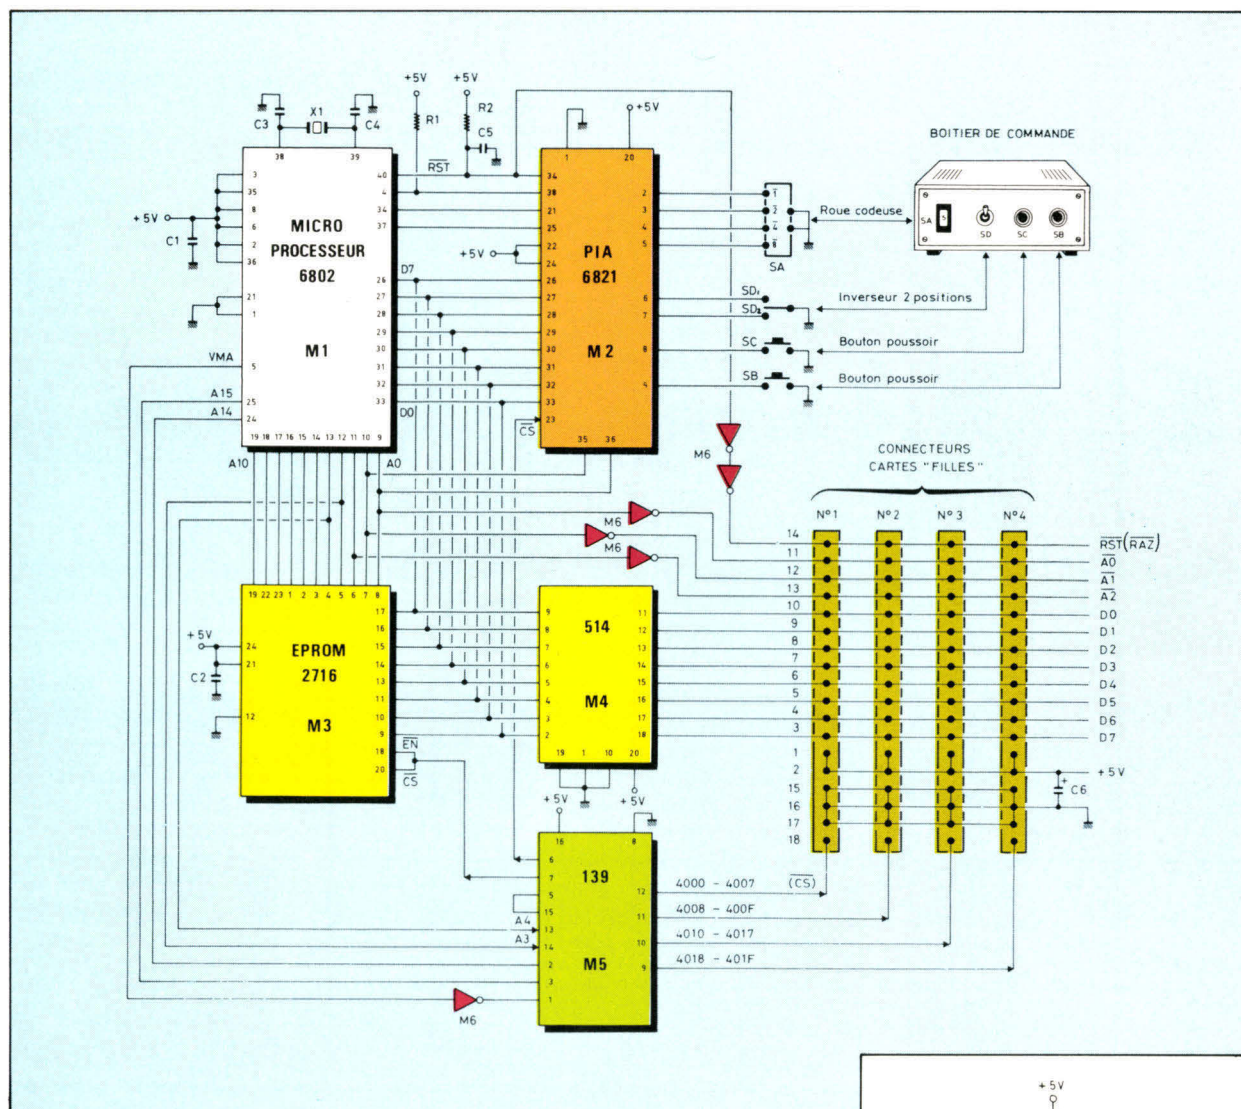 +5V
+5V
X1
C3
C4
R1
R2
C5
+5V
BOITIER DE COMMANDE
38
39
1
20
3
35
8
6
2
36
21
1
5
25
24
MICRO
PROCESSEUR
6802
M1
40
4
34
37
26
27
28
29
30
31
32
33
19 18 17 16 15 14 13 12 11 10 9
+5V
C1
VMA
A15
A14
A10
A0
D7
D0
RST
+5V
34
38
21
25
22
24
26
27
28
29
30
31
32
33
23
CS
PIA
6821
M2
2
3
4
5
6
7
8
4
35
36
1
2
4
8
SA
Roue codeuse
SA
5
SD
SC
SB
SD1
SD2
Inverseur 2 positions
SC
Bouton poussoir
SB
Bouton poussoir
M6
M6
M6
CONNECTEURS
CARTES "FILLES"
N°1
N°2
N°3
N°4
14
11
12
13
10
9
8
7
6
5
4
3
1
2
15
16
17
18
RST(RAZ)
A0
A1
A2
D0
D1
D2
D3
D4
D5
D6
D7
+5V
+
C6
19 22 23 1 2 3 4 5 6 7 8
+5V
C2
24
21
12
EPROM
2716
M3
17
16
15
14
13
11
10
9
18
20
EN
CS
9
8
7
6
5
4
3
2
514
M4
11
12
13
14
15
16
17
18
19
1
10
20
+5V
+5V
16
8
6
7
5
15
13
14
2
3
1
A4
A3
139
M5
12
11
10
9
4000 - 4007
(CS)
4008 - 400F
4010 - 4017
4018 - 401F
M6
+5V